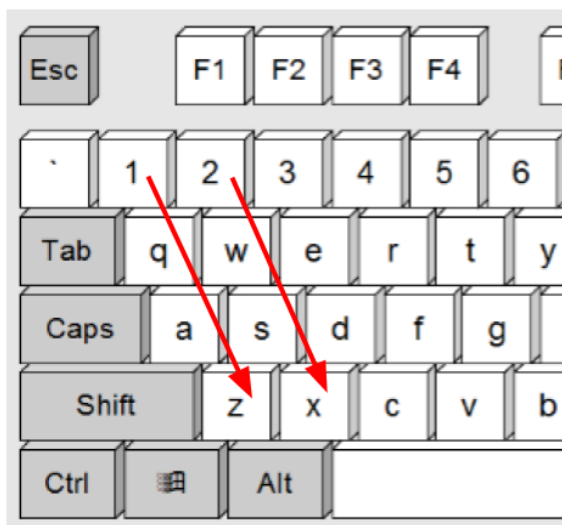 Esc F1 F2 F3 F4
` 1 2 3 4 5 6
Tab q w e r t y
Caps a s d f g
Shift z x c v b
Ctrl Alt